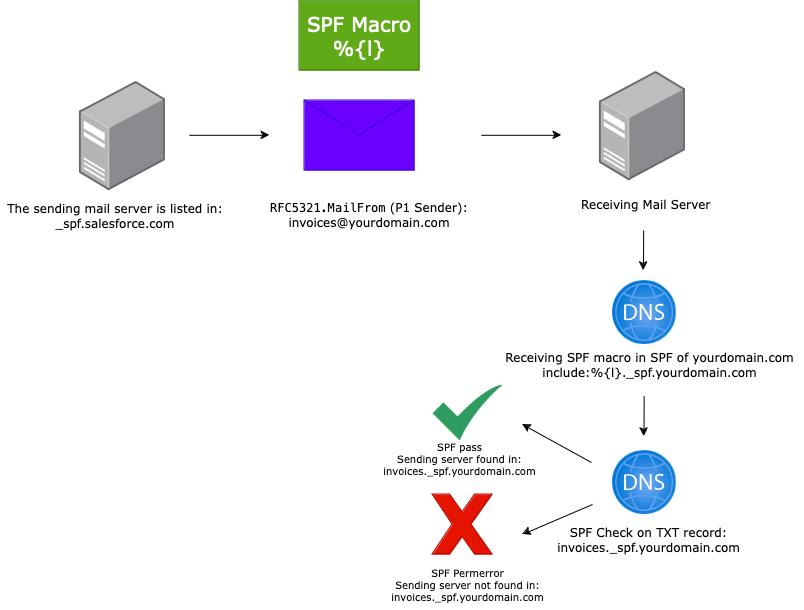 SPF Macro
%{l}
The sending mail server is listed in:
_spf.salesforce.com
RFC5321.MailFrom (P1 Sender):
invoices@yourdomain.com
Receiving Mail Server
DNS
Receiving SPF macro in SPF of yourdomain.com
include:%{l}._spf.yourdomain.com
SPF pass
Sending server found in:
invoices._spf.yourdomain.com
DNS
SPF Check on TXT record:
invoices._spf.yourdomain.com
SPF Permerror
Sending server not found in:
invoices._spf.yourdomain.com